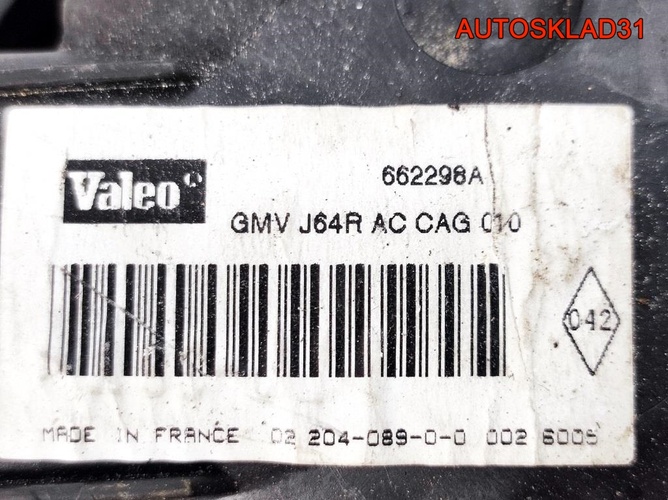 AUTOSKLAD31
Valeo
662298A
GMV J64R AC CAG 010
042
MADE IN FRANCE 02 204-089-0-0 002 6005